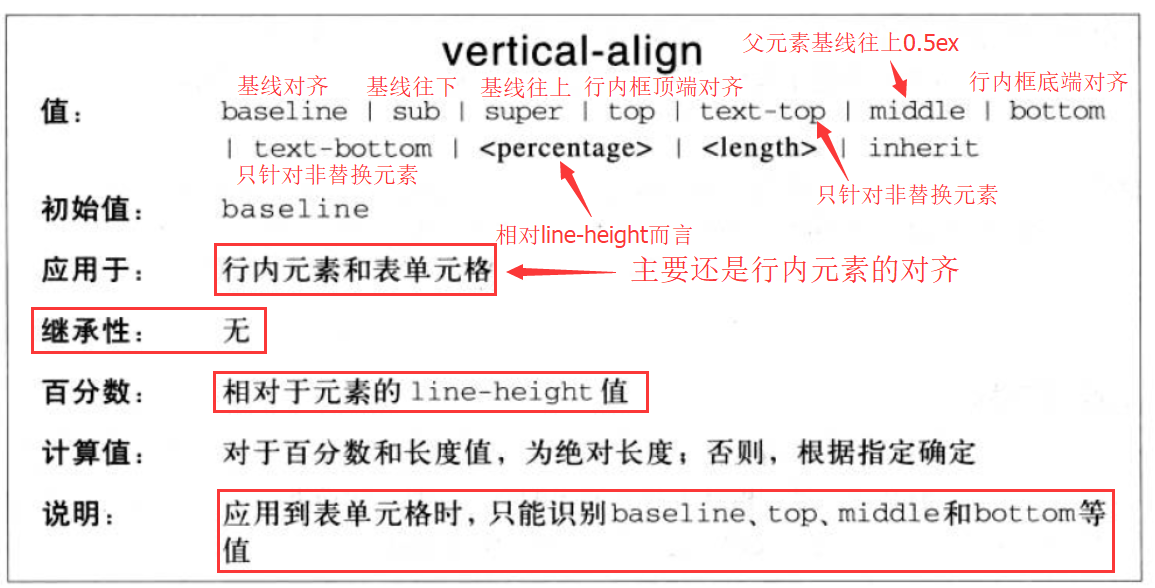 vertical-align
父元素基线往上0.5ex
基线对齐 基线往下 基线往上 行内框顶端对齐 行内框底端对齐
值： baseline | sub | super | top | text-top | middle | bottom
| text-bottom | <percentage> | <length> | inherit
只针对非替换元素 只针对非替换元素
初始值： baseline
相对line-height而言
应用于： 行内元素和表单元格 主要还是行内元素的对齐
继承性： 无
百分数： 相对于元素的 line-height 值
计算值： 对于百分数和长度值，为绝对长度；否则，根据指定确定
说明： 应用到表单元格时，只能识别baseline、top、middle和bottom等
值